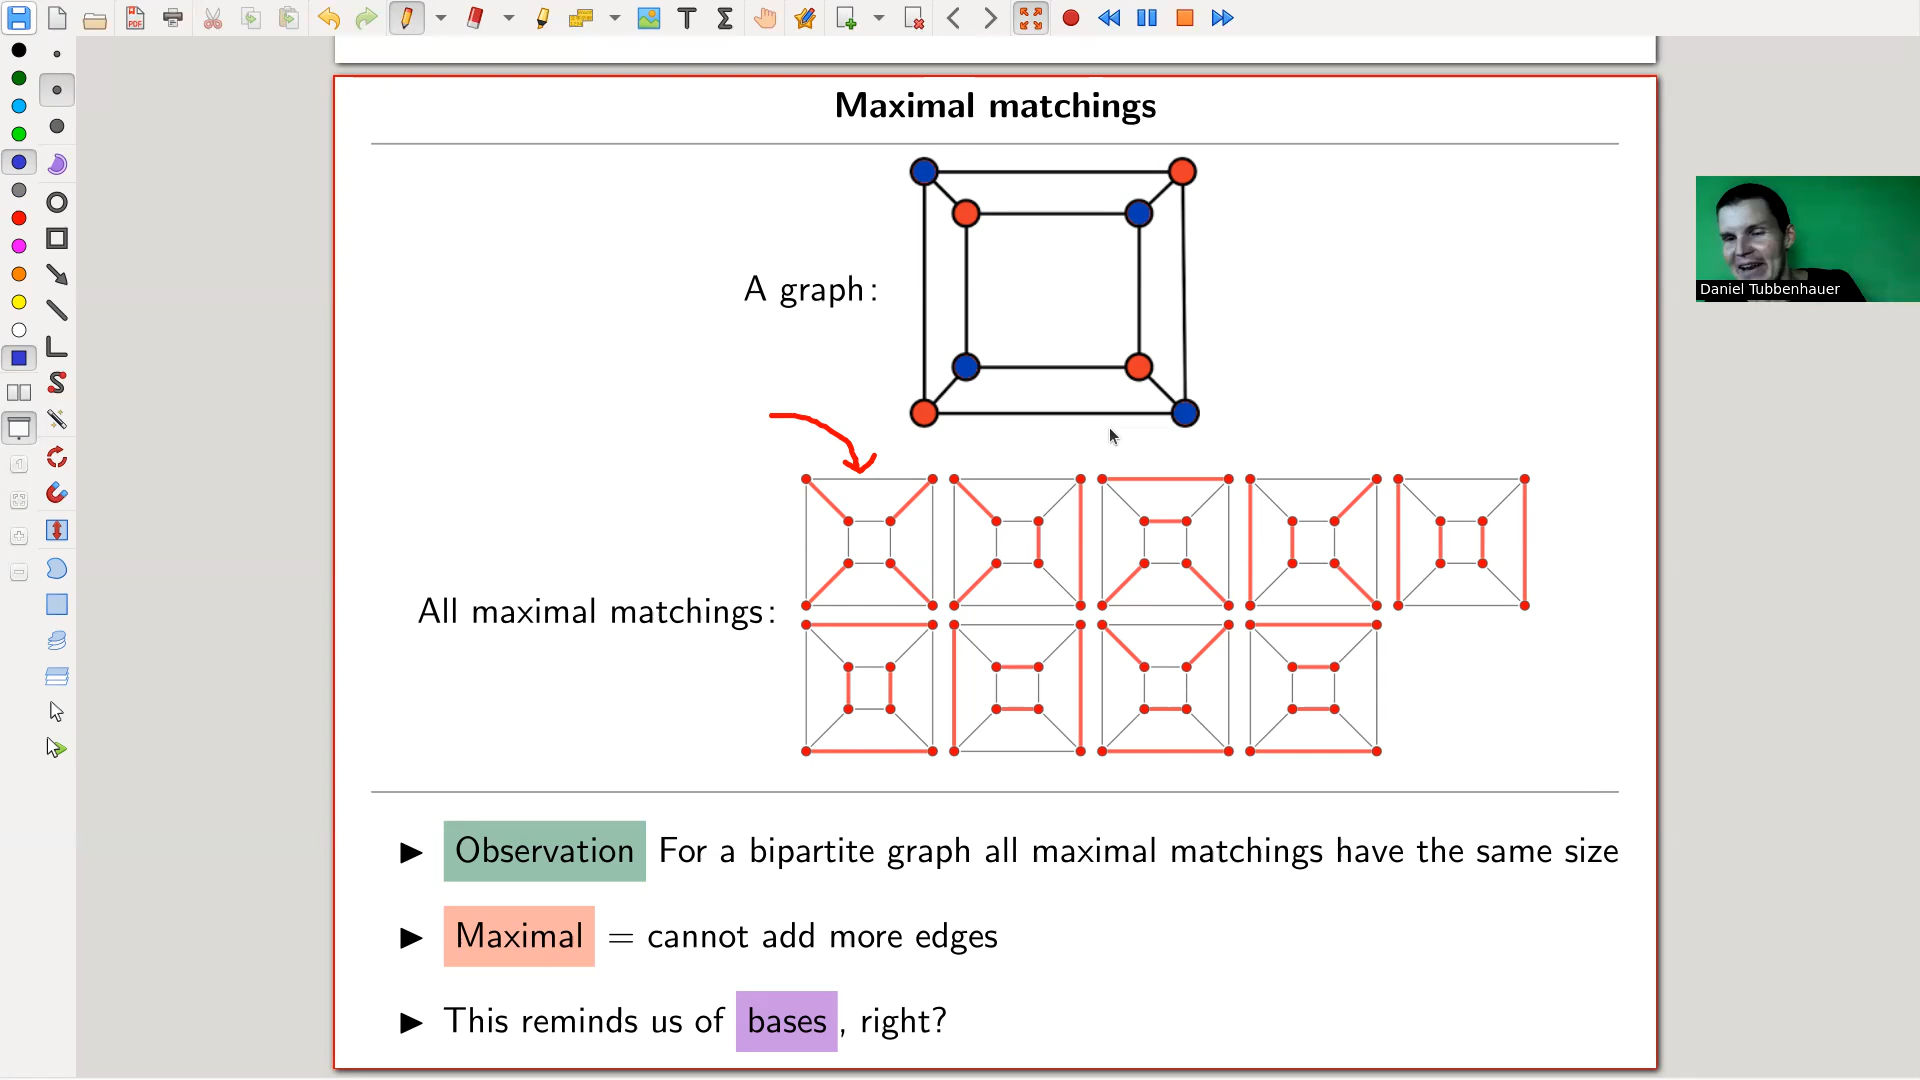 Maximal matchings
A graph:
Daniel Tubbenhauer
All maximal matchings:
▶ Observation For a bipartite graph all maximal matchings have the same size
▶ Maximal = cannot add more edges
▶ This reminds us of bases, right?